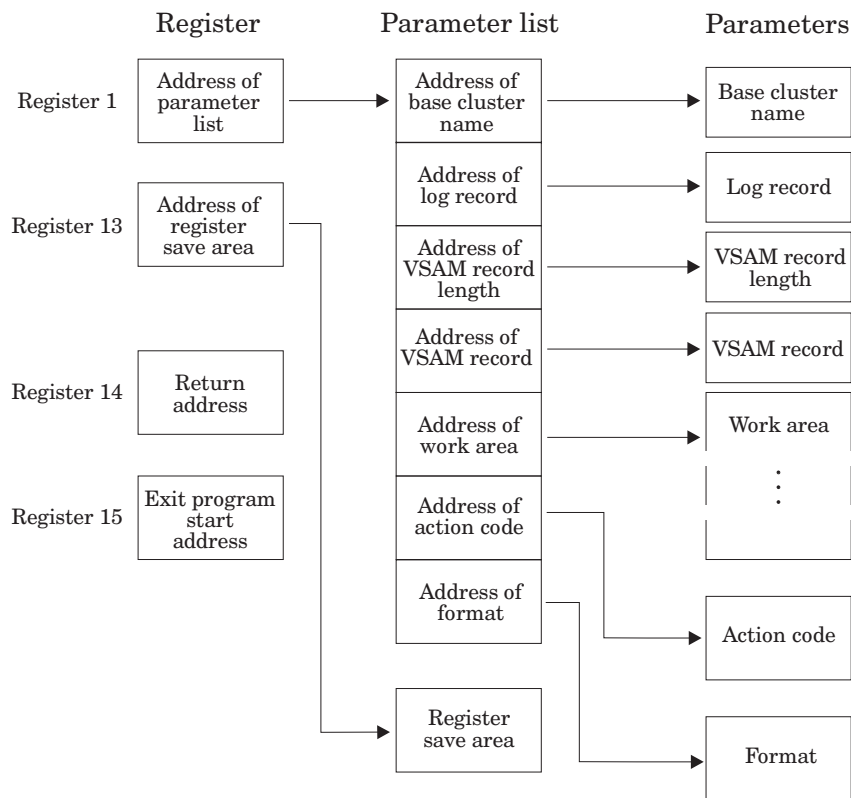 Register
Parameter list
Parameters
Register 1
Address of
parameter
list
Address of
base cluster
name
Base cluster
name
Address of
log record
Log record
Register 13
Address of
register
save area
Address of
VSAM record
length
VSAM record
length
Address of
VSAM record
VSAM record
Register 14
Return
address
Address of
work area
Work area
Register 15
Exit program
start
address
Address of
action code
Address of
format
Action code
Register
save area
Format